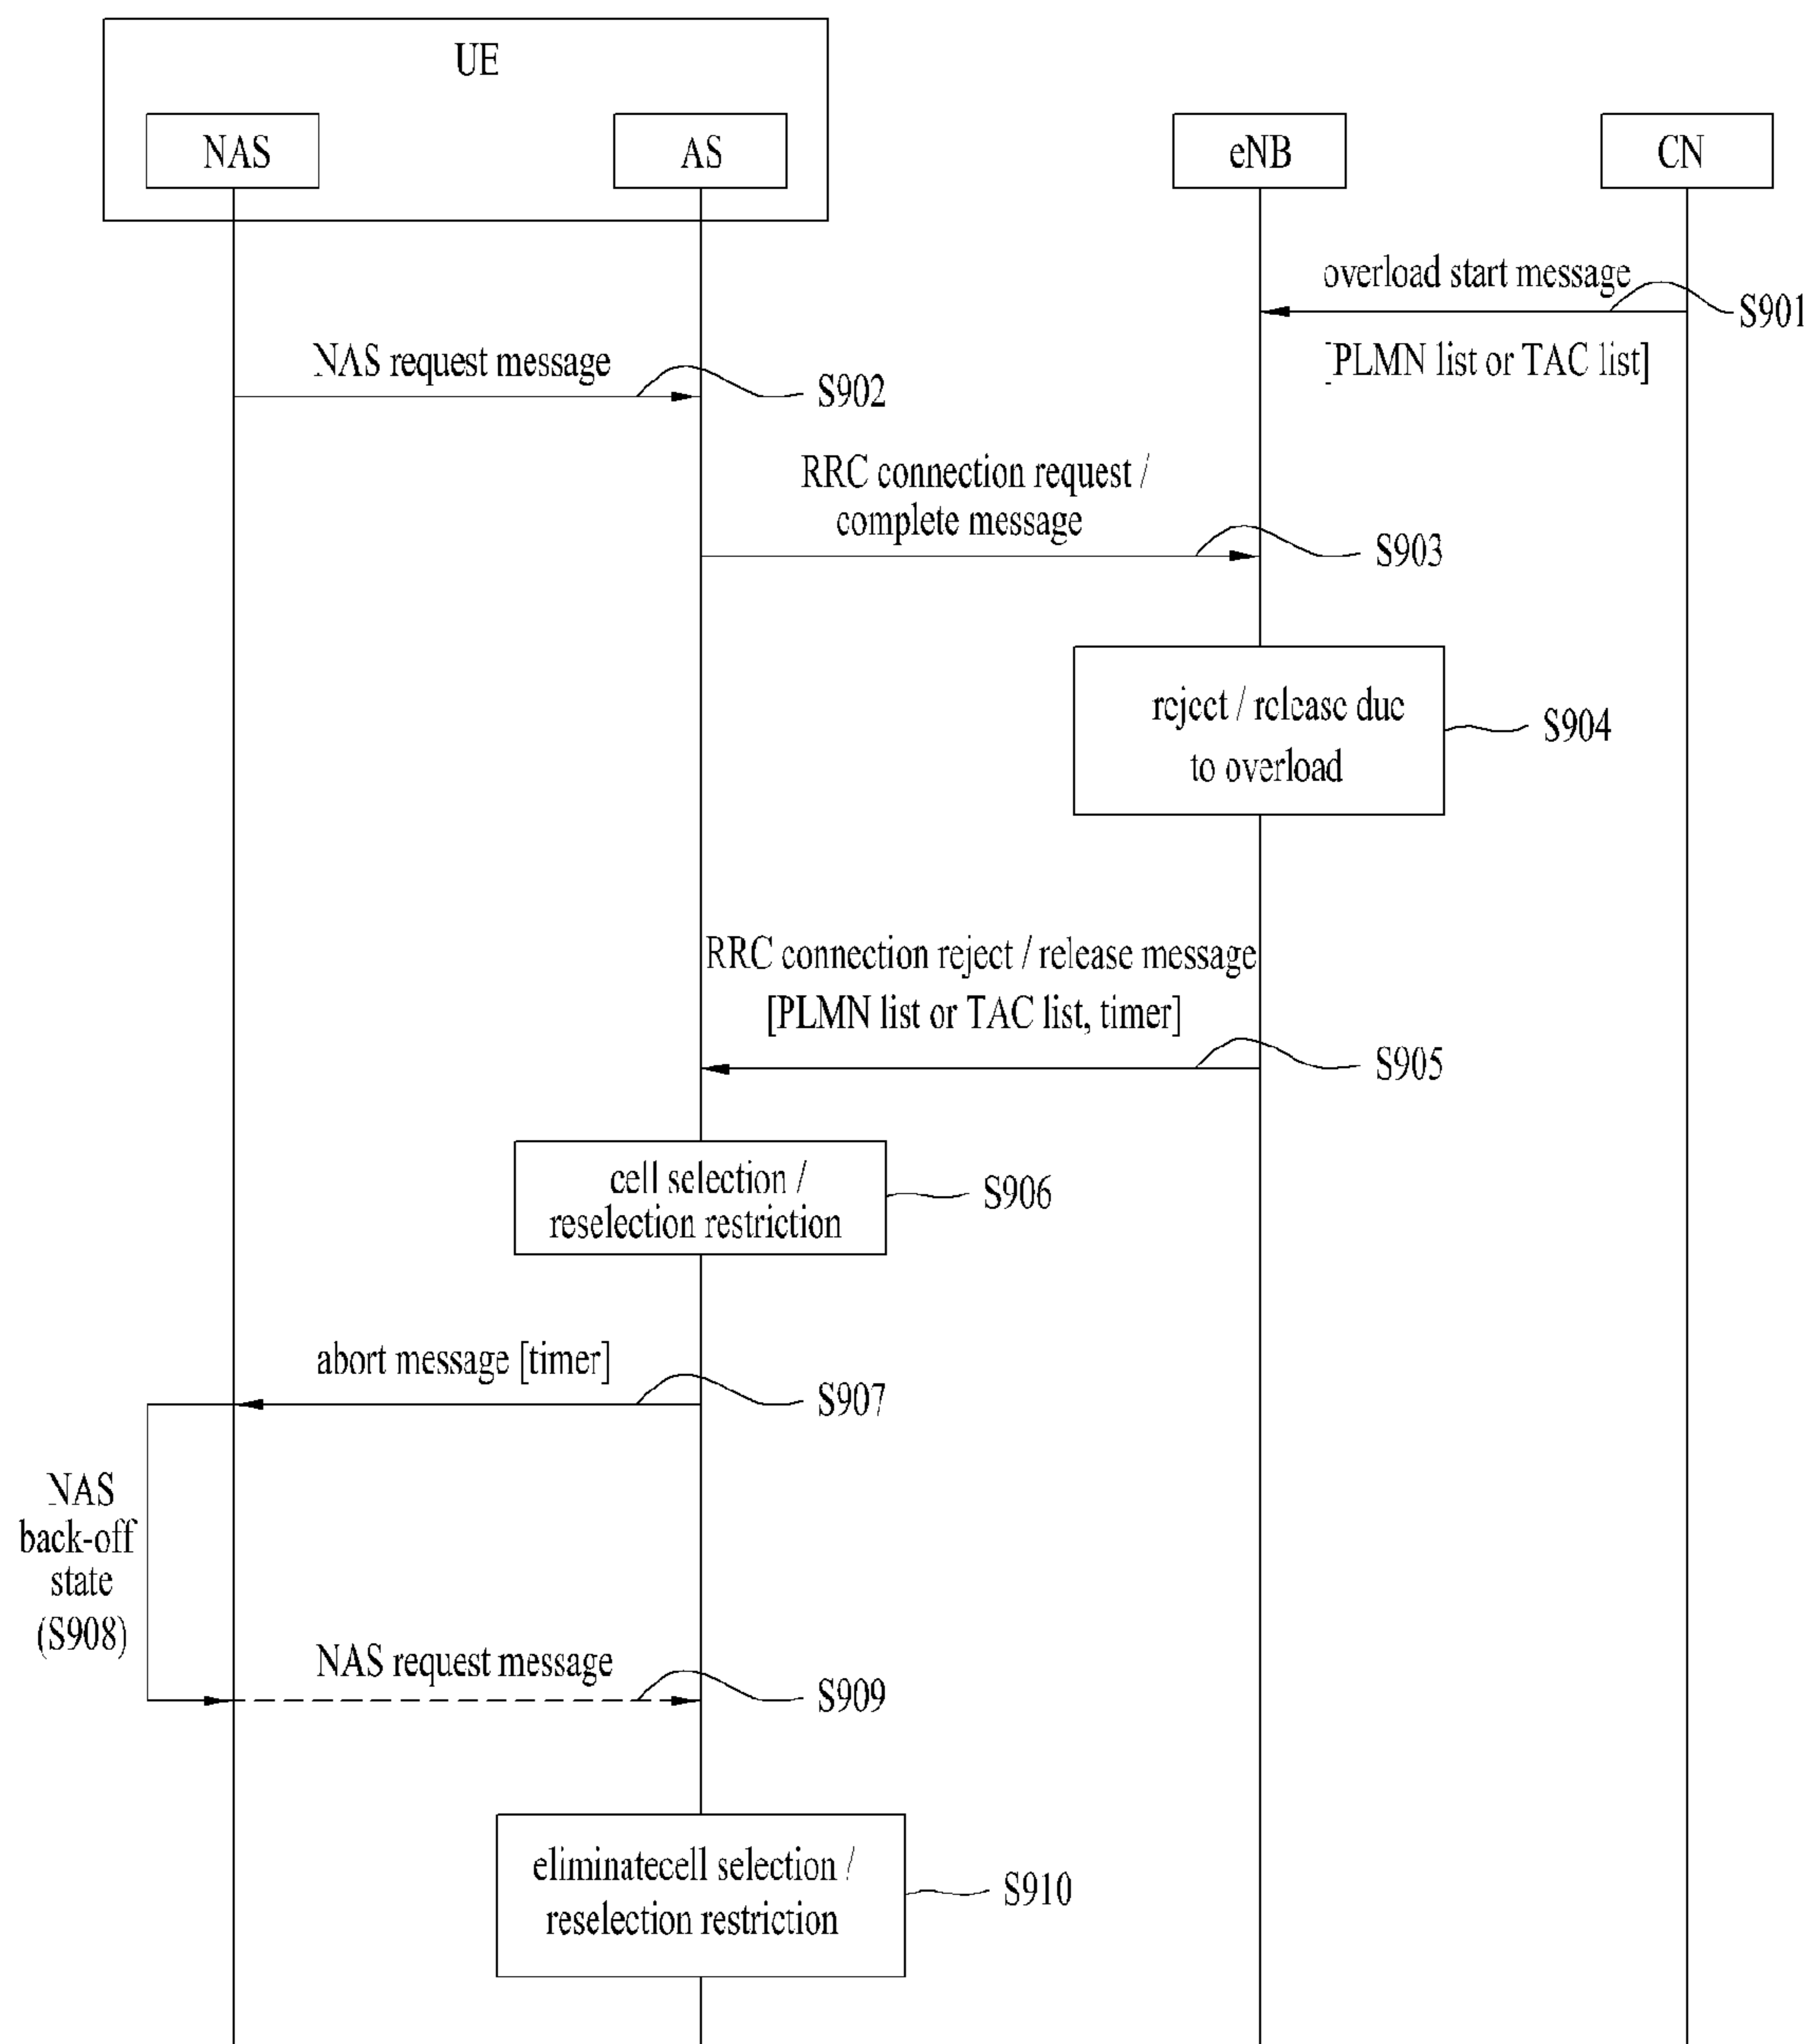 UE
NAS
AS
eNB
CN
overload start message
S901
[PLMN list or TAC list]
NAS request message
S902
RRC connection request /
complete message
S903
reject / release due
to overload
S904
RRC connection reject / release message
[PLMN list or TAC list, timer]
S905
cell selection /
reselection restriction
S906
abort message [timer]
S907
NAS
back-off
state
(S908)
NAS request message
S909
eliminatecell selection /
reselection restriction
S910